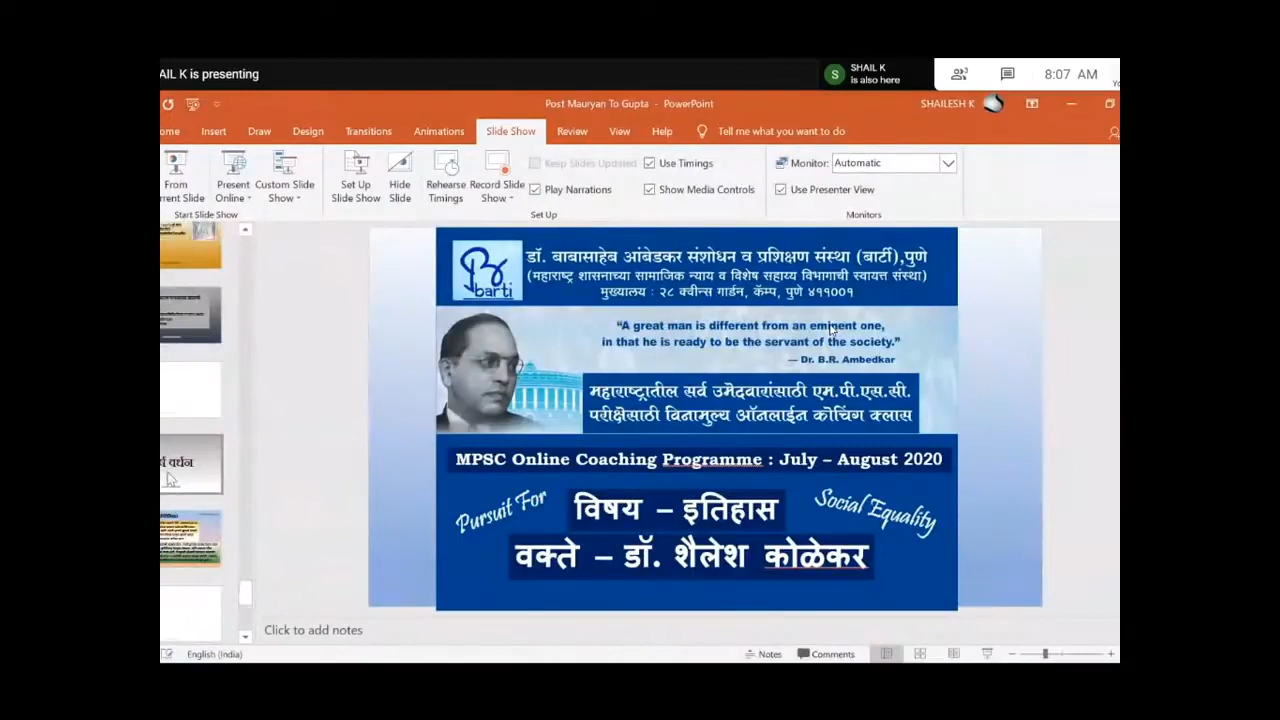 AIL K is presenting
S
SHAIL K
is also here
3
8:07 AM
Post Mauryan To Gupta - PowerPoint
SHAILESH K
ome Insert Draw Design Transitions Animations Slide Show Review View Help Tell me what you want to do
From
rrent Slide
Present
Online
Custom Slide
Show
Set Up
Slide Show
Hide
Slide
Rehearse
Timings
Record Slide
Show
Keep Slides Updated
Play Narrations
Use Timings
Show Media Controls
Monitor: Automatic
Use Presenter View
Start Slide Show
Set Up
Monitors
barti
डॉ. बाबासाहेब आंबेडकर संशोधन व प्रशिक्षण संस्था (बार्टी),पुणे
(महाराष्ट्र शासनाच्या सामाजिक न्याय व विशेष सहाय्य विभागाची स्वायत्त संस्था)
मुख्यालय : २८ क्वीन्स गार्डन, कॅम्प, पुणे ४११००१
“A great man is different from an eminent one,
in that he is ready to be the servant of the society.”
— Dr. B.R. Ambedkar
महाराष्ट्रातील सर्व उमेदवारांसाठी एम.पी.एस.सी.
परीक्षेसाठी विनामुल्य ऑनलाईन कोचिंग क्लास
MPSC Online Coaching Programme : July – August 2020
Pursuit For
विषय – इतिहास
Social Equality
वक्ते – डॉ. शैलेश कोळेकर
वर्धन
Click to add notes
English (India)
Notes
Comments